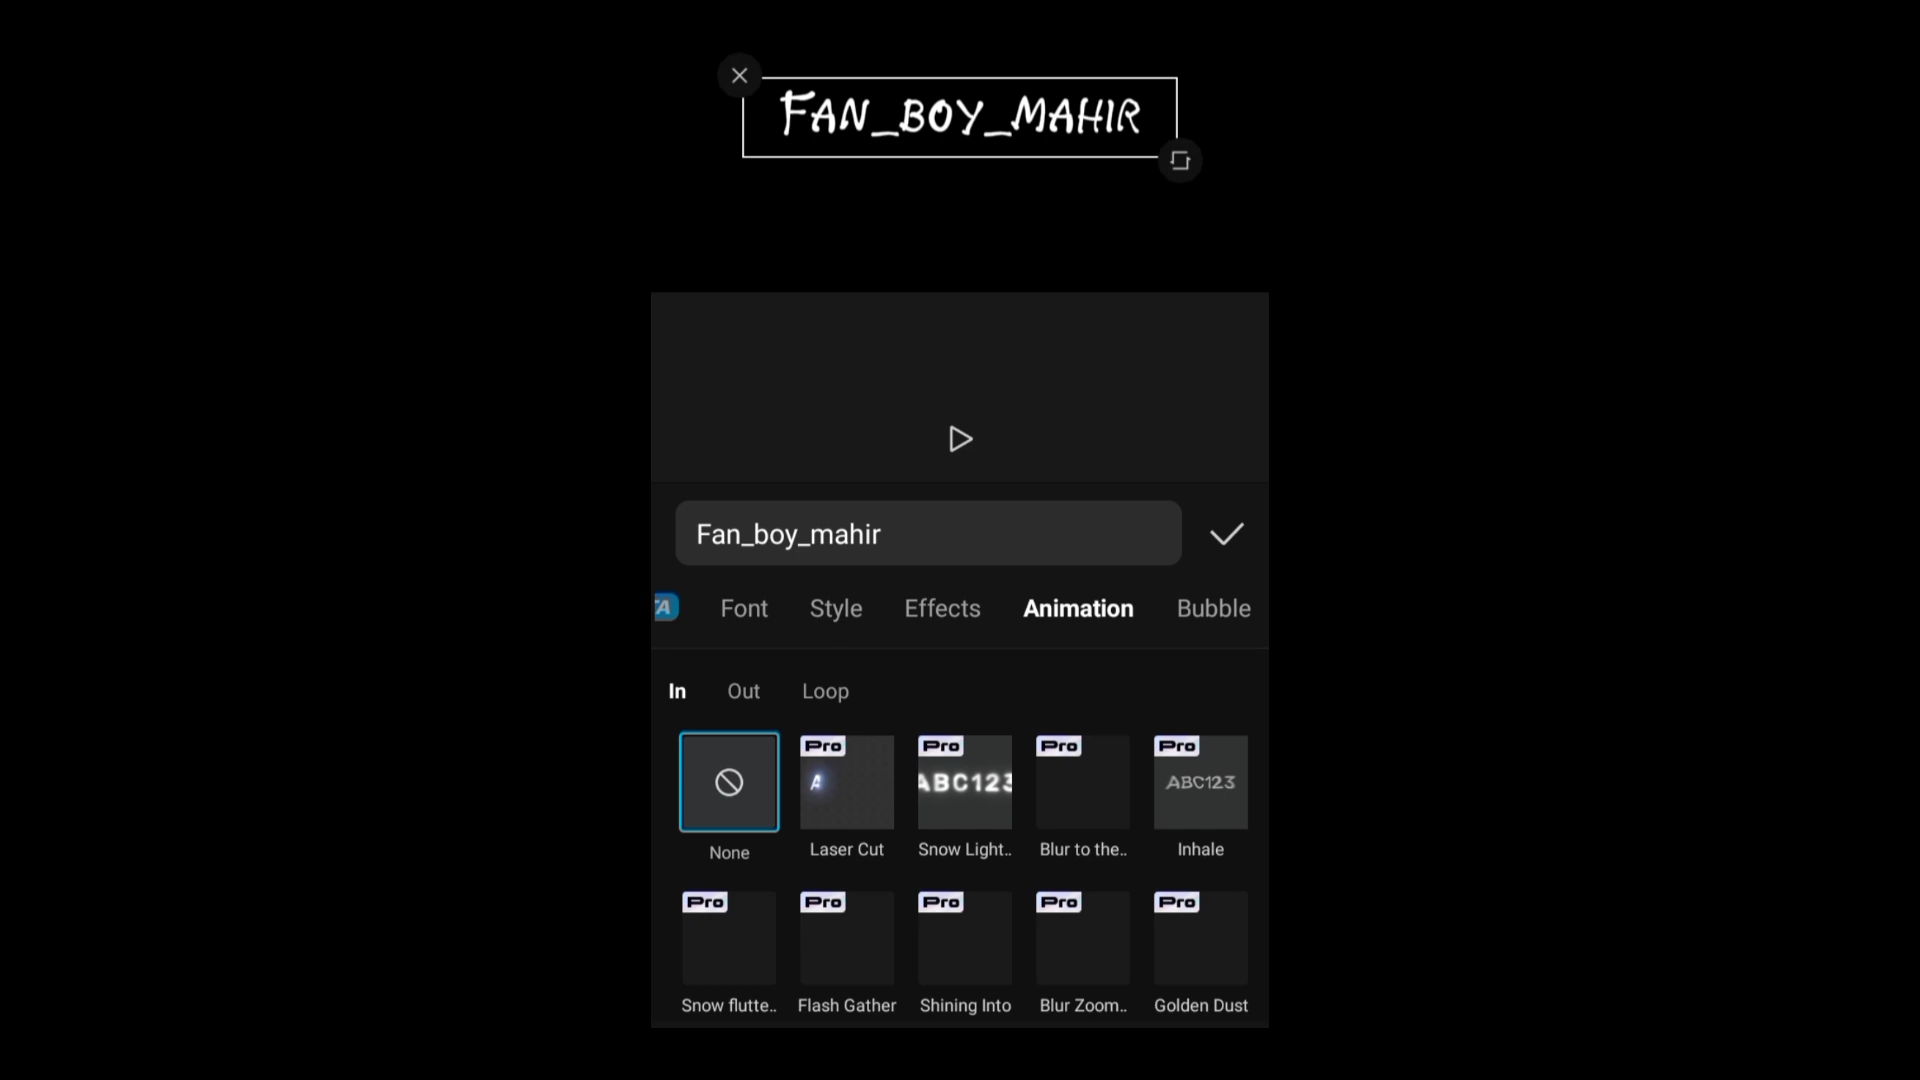 FAN_BOY_MAHIR
Fan_boy_mahir
Font Style Effects Animation Bubble
In Out Loop
Pro Pro Pro Pro
A ABC123 ABC123
None Laser Cut Snow Light.. Blur to the.. Inhale
Pro Pro Pro Pro Pro
Snow flutte.. Flash Gather Shining Into Blur Zoom.. Golden Dust